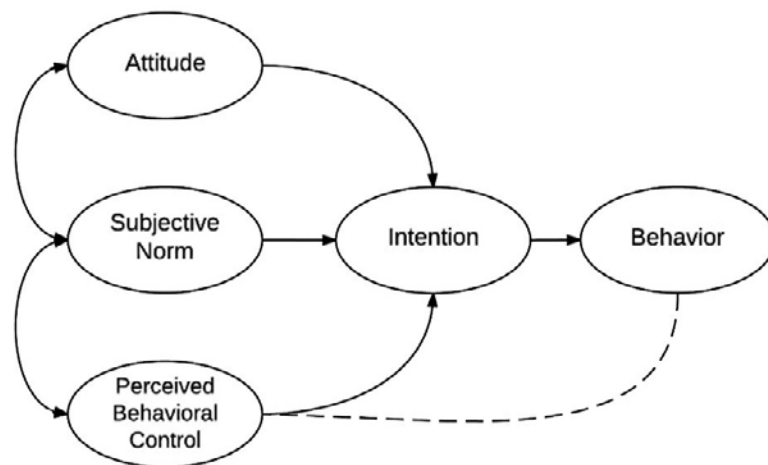 Attitude
Subjective
Norm
Intention
Behavior
Perceived
Behavioral
Control